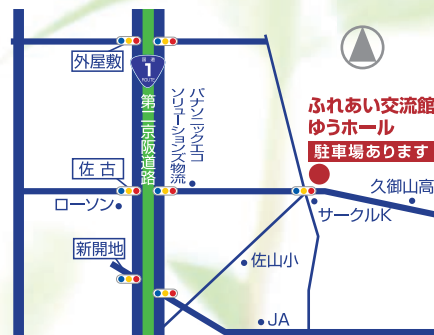 外屋敷
国道
1
ROUTE
第二京阪道路
パナソニックエコ
ソリューションズ物流
ふれあい交流館
ゆうホール
駐車場あります
佐古
ローソン
久御山高
サークルK
新開地
佐山小
JA